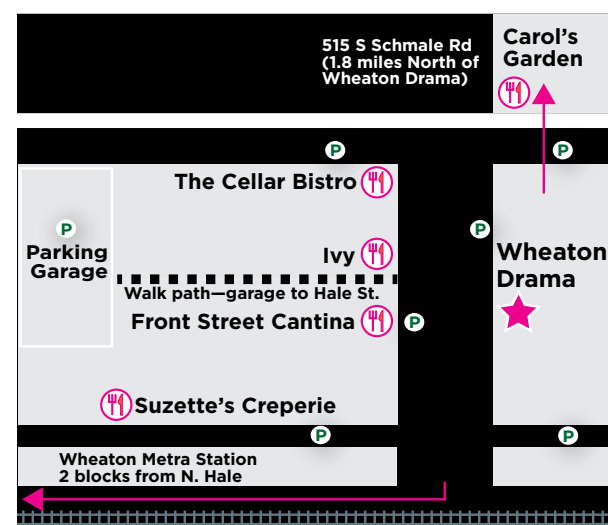 515 S Schmale Rd
(1.8 miles North of
Wheaton Drama)
Carol's
Garden
P
P
The Cellar Bistro
P
Parking
Garage
P
Ivy
Wheaton
Drama
Walk path—garage to Hale St.
Front Street Cantina
P
Suzette's Creperie
P
P
Wheaton Metra Station
2 blocks from N. Hale